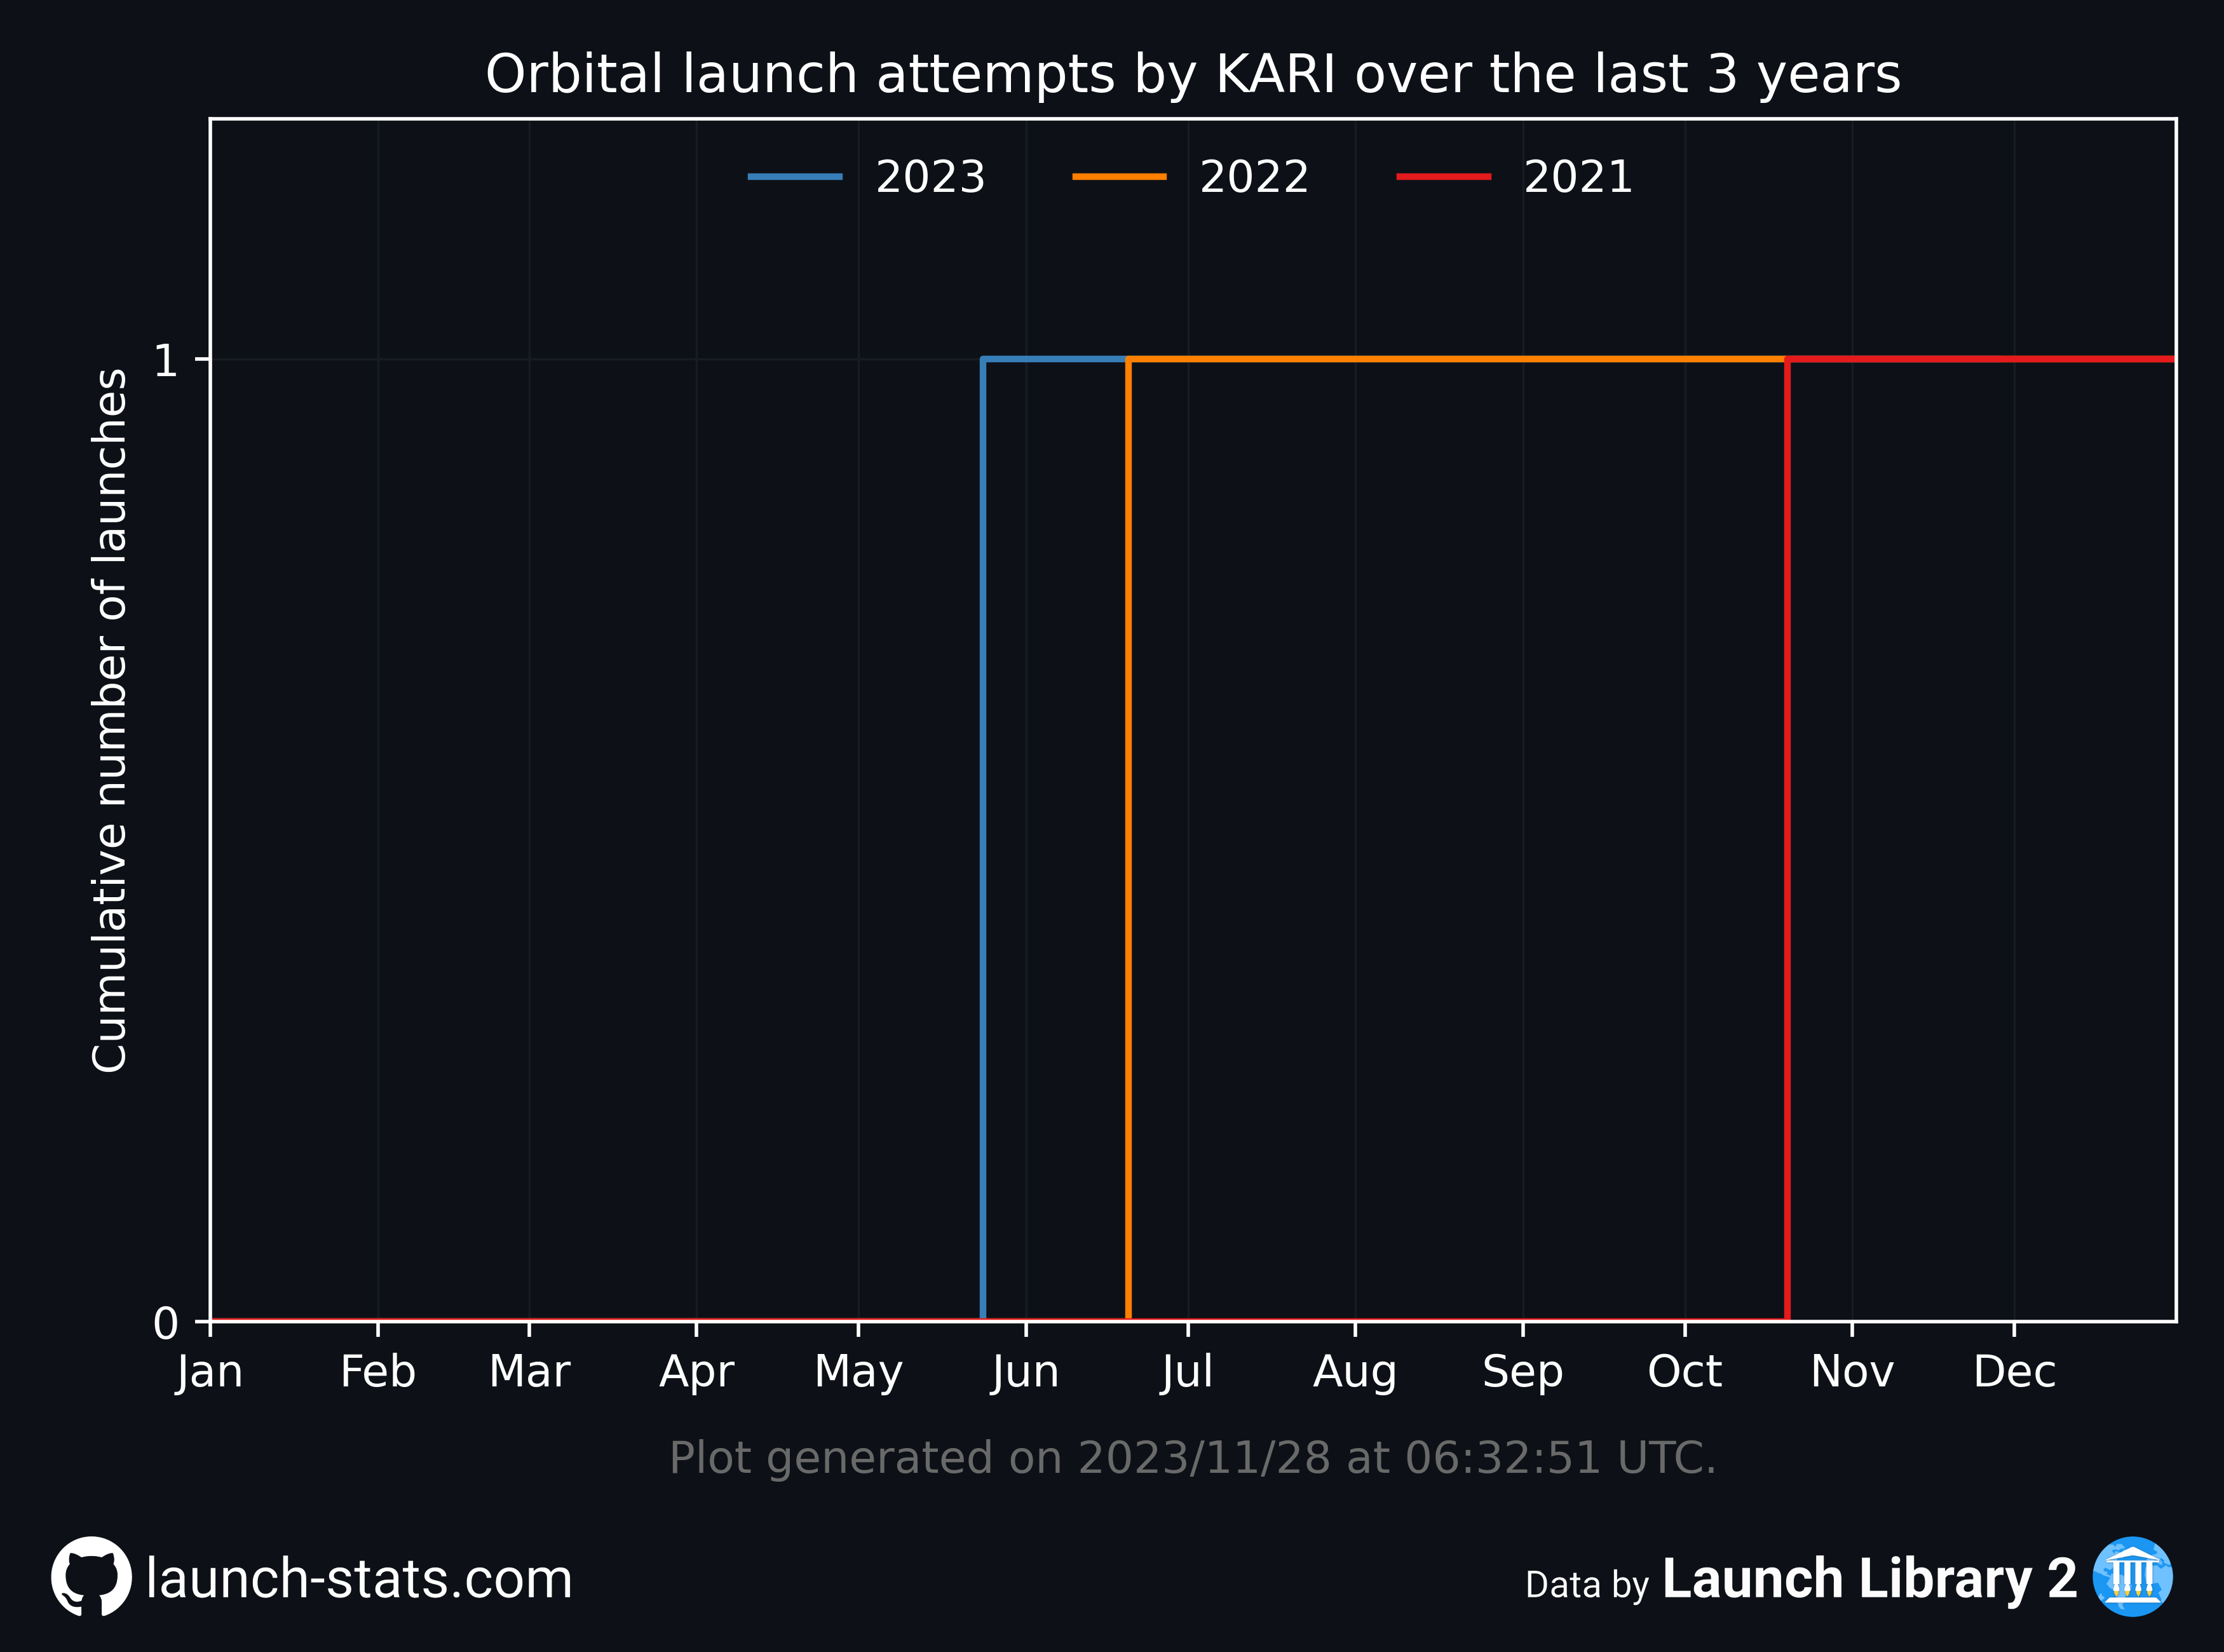 Orbital launch attempts by KARI over the last 3 years
2023 2022 2021
Cumulative number of launches
1
0
Jan Feb Mar Apr May Jun Jul Aug Sep Oct Nov Dec
Plot generated on 2023/11/28 at 06:32:51 UTC.
launch-stats.com
Data by Launch Library 2